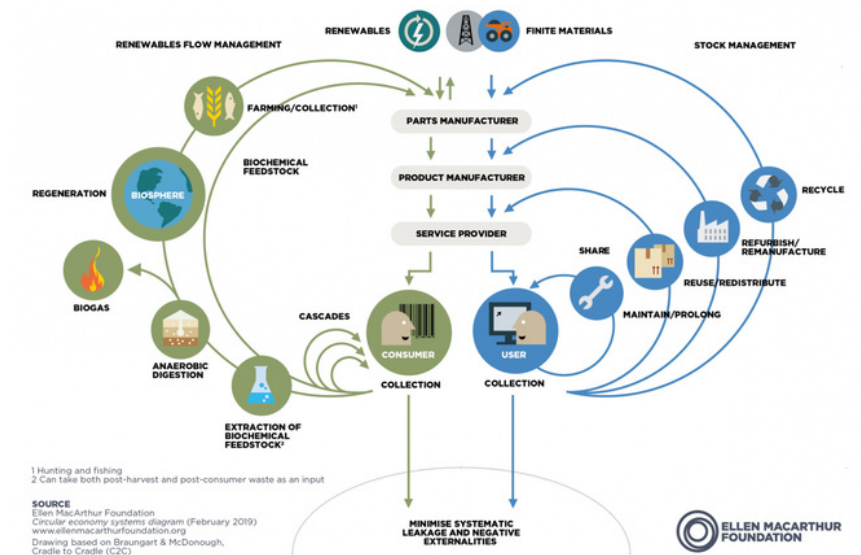 RENEWABLES
FINITE MATERIALS
RENEWABLES FLOW MANAGEMENT
STOCK MANAGEMENT
FARMING/COLLECTION¹
PARTS MANUFACTURER
BIOCHEMICAL
FEEDSTOCK
PRODUCT MANUFACTURER
REGENERATION
BIOSPHERE
RECYCLE
SERVICE PROVIDER
SHARE
REFURBISH/
REMANUFACTURE
REUSE/REDISTRIBUTE
BIOGAS
CASCADES
MAINTAIN/PROLONG
CONSUMER
USER
ANAEROBIC
DIGESTION
COLLECTION
COLLECTION
EXTRACTION OF
BIOCHEMICAL
FEEDSTOCK²
1 Hunting and fishing
2 Can take both post-harvest and post-consumer waste as an input
SOURCE
Ellen MacArthur Foundation
Circular economy systems diagram (February 2019)
www.ellenmacarthurfoundation.org
Drawing based on Braungart & McDonough,
Cradle to Cradle (C2C)
MINIMISE SYSTEMATIC
LEAKAGE AND NEGATIVE
EXTERNALITIES
ELLEN MACARTHUR
FOUNDATION